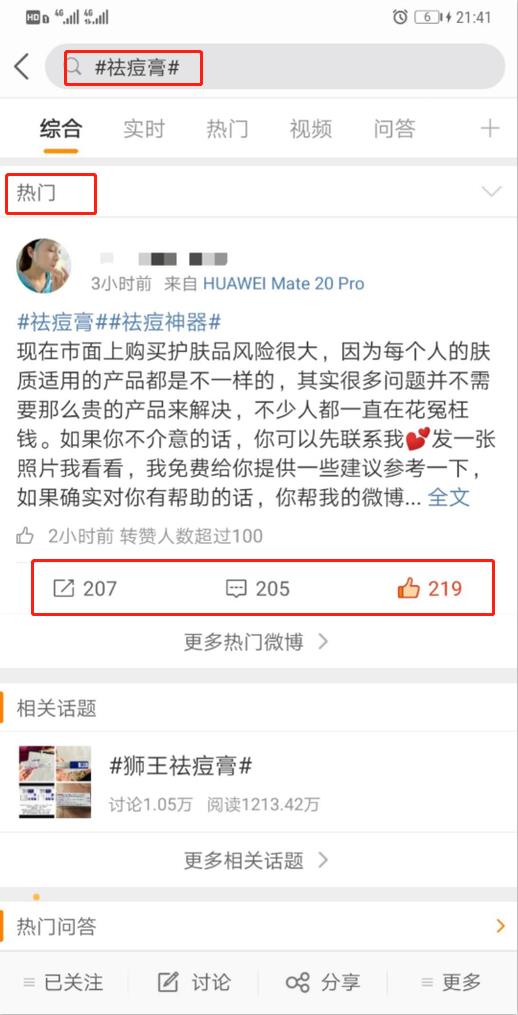 HD 4G 4G 6 21:41
#祛痘膏#
综合 实时 热门 视频 问答 +
热门
3小时前 来自 HUAWEI Mate 20 Pro
#祛痘膏##祛痘神器#
现在市面上购买护肤品风险很大，因为每个人的肤
质适用的产品都是不一样的，其实很多问题并不需
要那么贵的产品来解决，不少人都一直在花冤枉
钱。如果你不介意的话，你可以先联系我💕发一张
照片我看看，我免费给你提供一些建议参考一下，
如果确实对你有帮助的话，你帮我的微博... 全文
2小时前 转赞人数超过100
207 205 219
更多热门微博
相关话题
#狮王祛痘膏#
讨论1.05万 阅读1213.42万
更多相关话题
热门问答
已关注 讨论 分享 更多